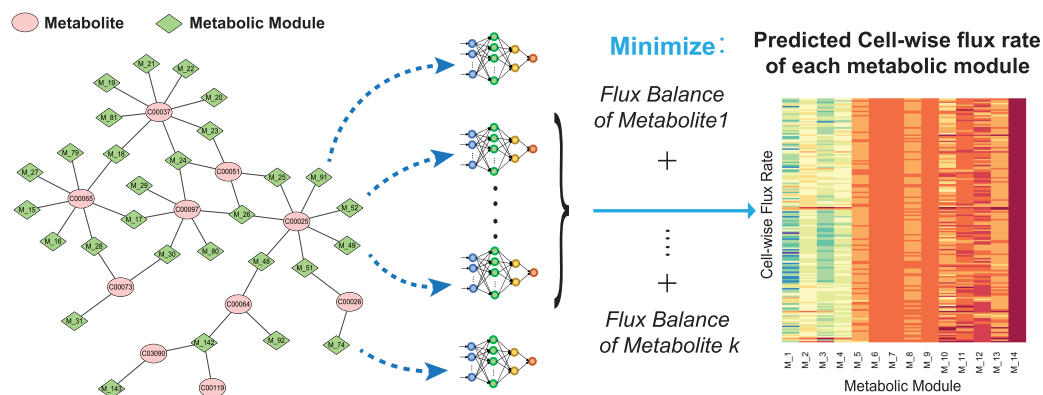 Metabolite
Metabolic Module
M_21
M_22
M_19
M_20
C00037
M_81
M_23
M_79
M_18
M_24
M_27
C00051
M_25
M_91
M_29
C00065
M_15
M_17
C00097
M_26
M_52
C00025
M_16
M_28
M_30
M_80
M_49
M_48
M_51
C00073
C00064
C00026
M_31
M_142
M_92
M_74
C03090
M_143
C00119
Minimize:
Flux Balance
of Metabolite1
+
+
Flux Balance
of Metabolite k
Predicted Cell-wise flux rate
of each metabolic module
Cell-wise Flux Rate
M_1
M_2
M_3
M_4
M_5
M_6
M_7
M_8
M_9
M_10
M_11
M_12
M_13
M_14
Metabolic Module